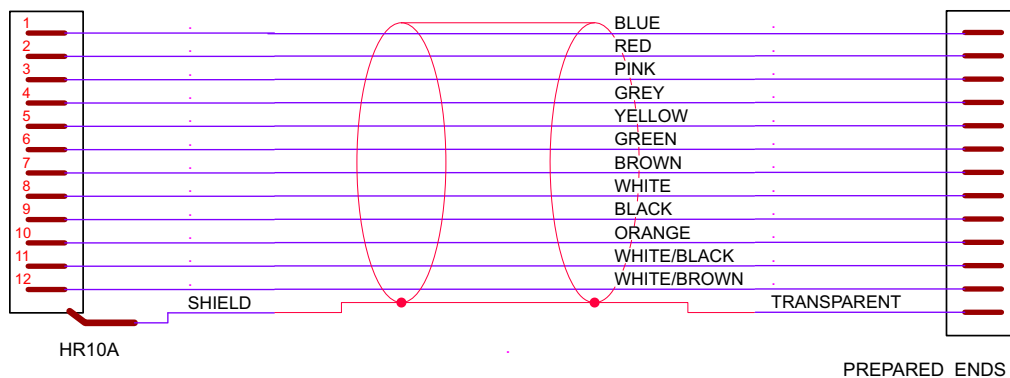 1 BLUE
2 RED
3 PINK
4 GREY
5 YELLOW
6 GREEN
7 BROWN
8 WHITE
9 BLACK
10 ORANGE
11 WHITE/BLACK
12 WHITE/BROWN
SHIELD TRANSPARENT
HR10A
PREPARED ENDS